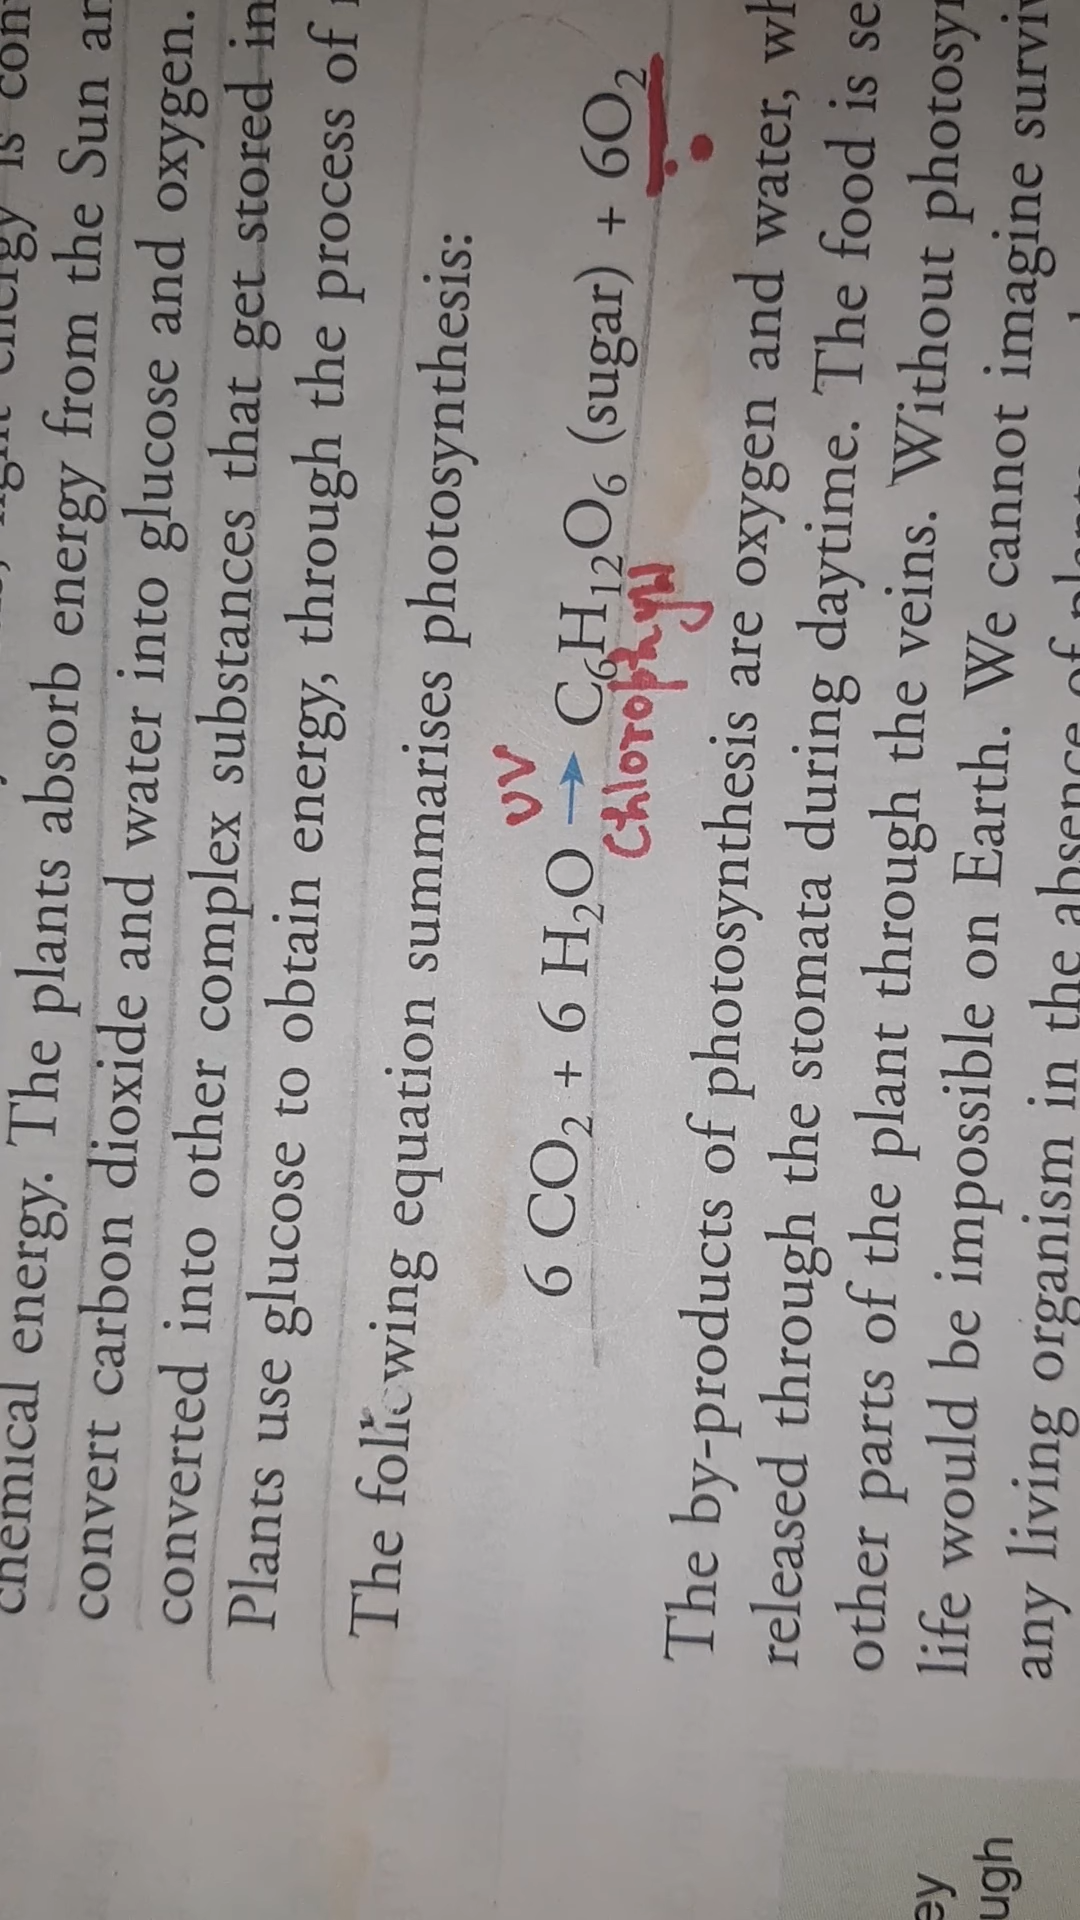 chemical energy. The plants absorb energy from the Sun
convert carbon dioxide and water into glucose and oxygen.
converted into other complex substances that get stored in
Plants use glucose to obtain energy, through the process of
The following equation summarises photosynthesis:
UV
6 CO₂ + 6 H₂O → C₆H₁₂O₆ (sugar) + 6O₂
Chlorophyll
The by-products of photosynthesis are oxygen and water,
released through the stomata during daytime. The food is
other parts of the plant through the veins. Without
life would be impossible on Earth. We cannot imagine
any living organism in the absence of